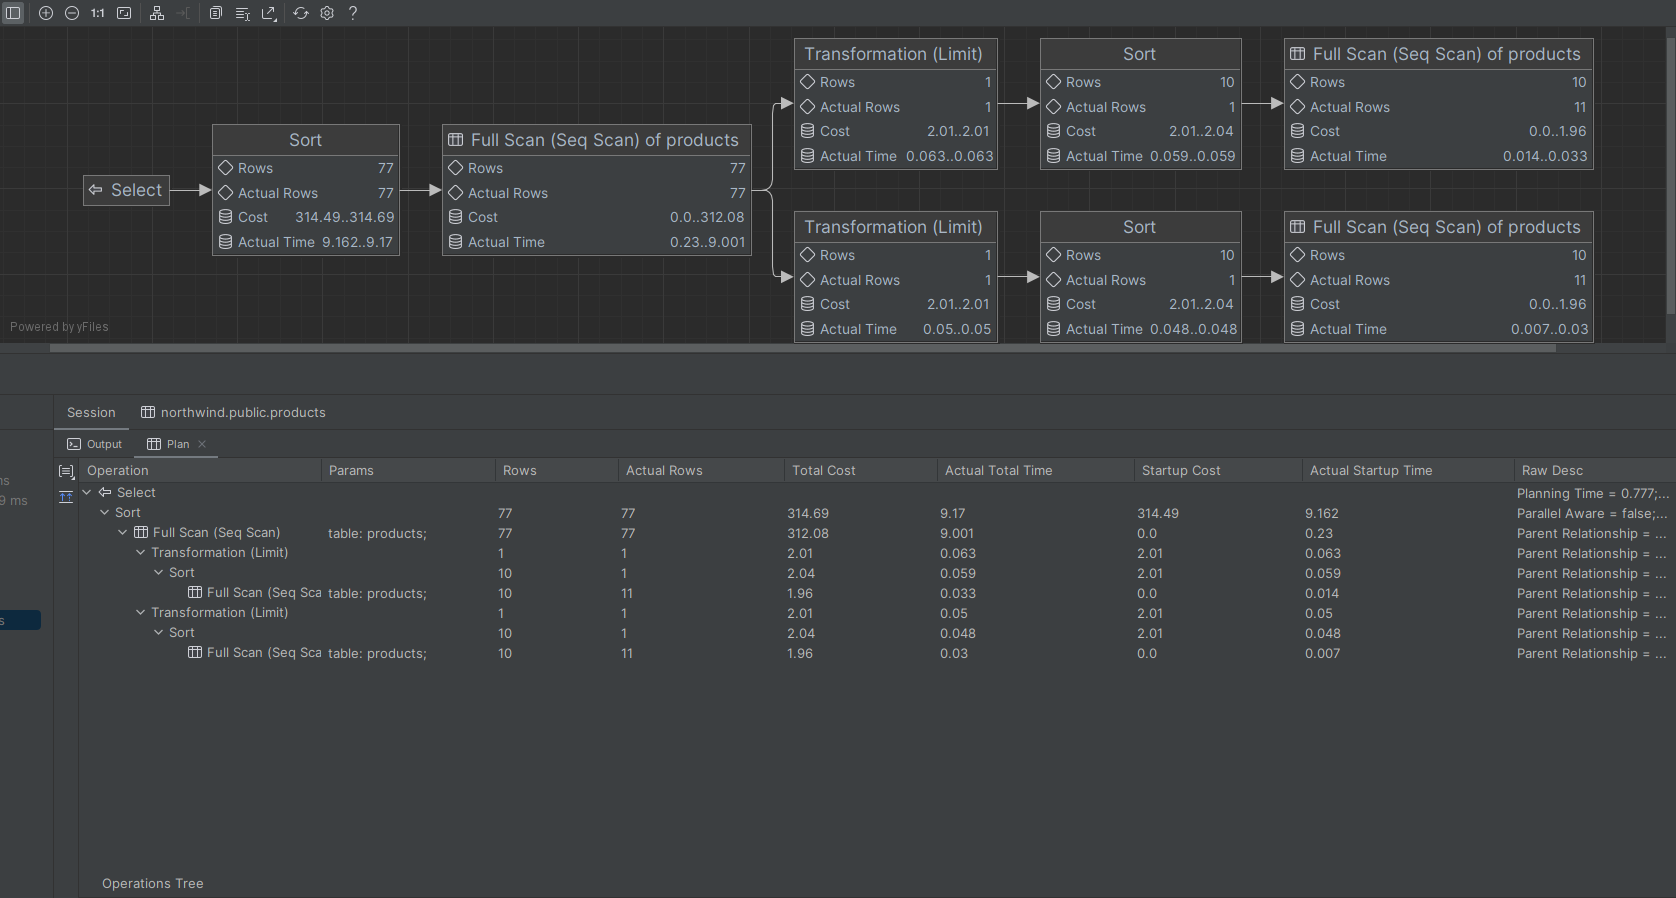 1:1
?
Transformation (Limit)
Rows 1
Actual Rows 1
Cost 2.01..2.01
Actual Time 0.063..0.063
Sort
Rows 10
Actual Rows 1
Cost 2.01..2.04
Actual Time 0.059..0.059
Full Scan (Seq Scan) of products
Rows 10
Actual Rows 11
Cost 0.0..1.96
Actual Time 0.014..0.033
Select
Sort
Rows 77
Actual Rows 77
Cost 314.49..314.69
Actual Time 9.162..9.17
Full Scan (Seq Scan) of products
Rows 77
Actual Rows 77
Cost 0.0..312.08
Actual Time 0.23..9.001
Transformation (Limit)
Rows 1
Actual Rows 1
Cost 2.01..2.01
Actual Time 0.05..0.05
Sort
Rows 10
Actual Rows 1
Cost 2.01..2.04
Actual Time 0.048..0.048
Full Scan (Seq Scan) of products
Rows 10
Actual Rows 11
Cost 0.0..1.96
Actual Time 0.007..0.03
Powered by yFiles
Session northwind.public.products
Output Plan
ns
9 ms
s
Operation Params Rows Actual Rows Total Cost Actual Total Time Startup Cost Actual Startup Time Raw Desc
Select Planning Time = 0.777;...
Sort 77 77 314.69 9.17 314.49 9.162 Parallel Aware = false;...
Full Scan (Seq Scan) table: products; 77 77 312.08 9.001 0.0 0.23 Parent Relationship = ...
Transformation (Limit) 1 1 2.01 0.063 2.01 0.063 Parent Relationship = ...
Sort 10 1 2.04 0.059 2.01 0.059 Parent Relationship = ...
Full Scan (Seq Sca table: products; 10 11 1.96 0.033 0.0 0.014 Parent Relationship = ...
Transformation (Limit) 1 1 2.01 0.05 2.01 0.05 Parent Relationship = ...
Sort 10 1 2.04 0.048 2.01 0.048 Parent Relationship = ...
Full Scan (Seq Sca table: products; 10 11 1.96 0.03 0.0 0.007 Parent Relationship = ...
Operations Tree